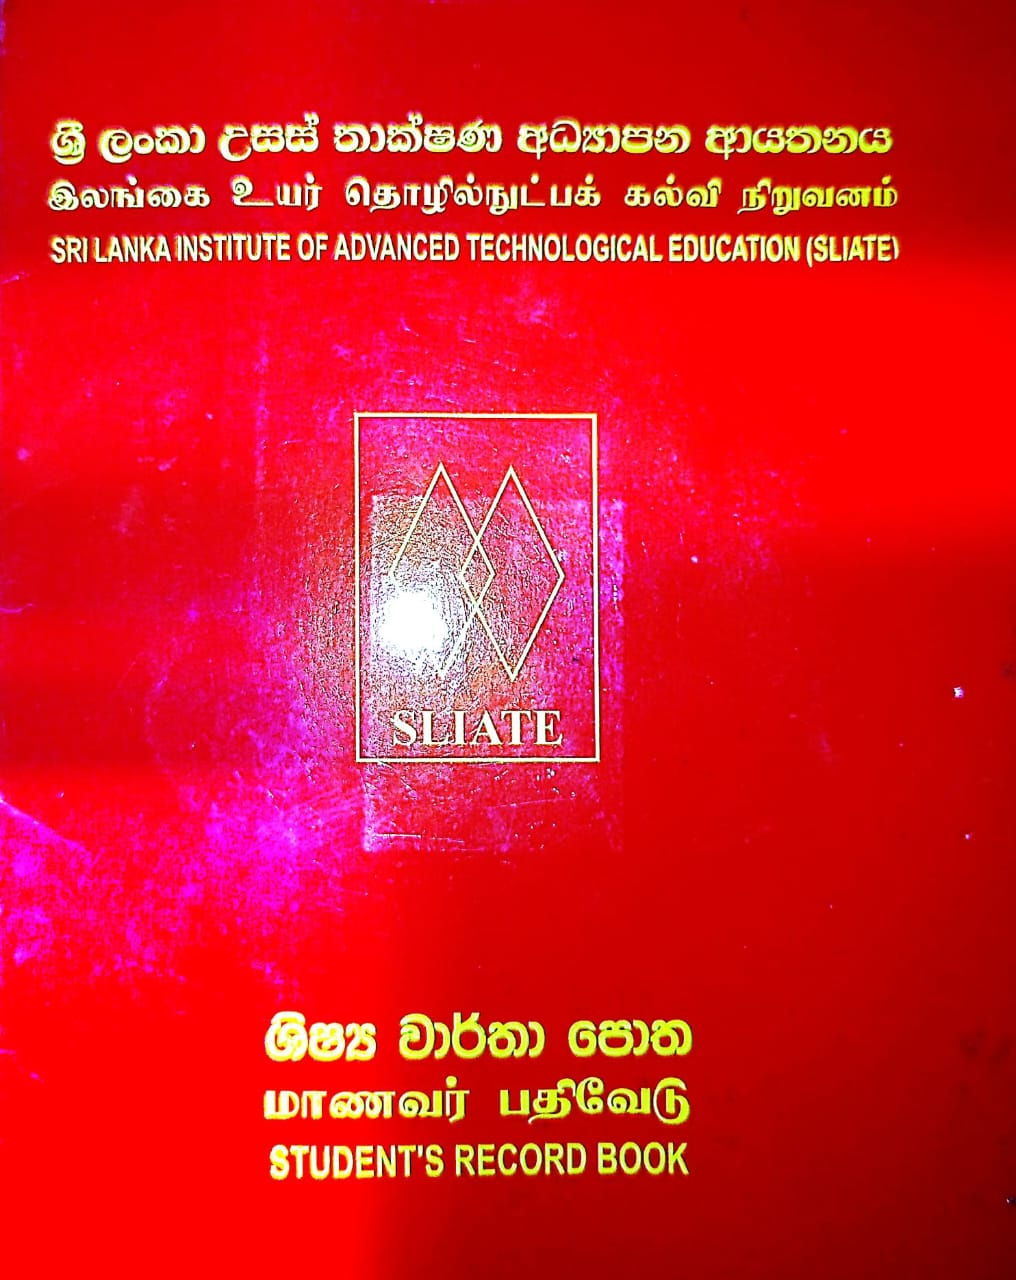 ශ්‍රී ලංකා උසස් තාක්ෂණ අධ්‍යාපන ආයතනය
இலங்கை உயர் தொழில்நுட்பக் கல்வி நிறுவனம்
SRI LANKA INSTITUTE OF ADVANCED TECHNOLOGICAL EDUCATION (SLIATE)
SLIATE
ශිෂ්‍ය වාර්තා පොත
மாணவர் பதிவேடு
STUDENT'S RECORD BOOK